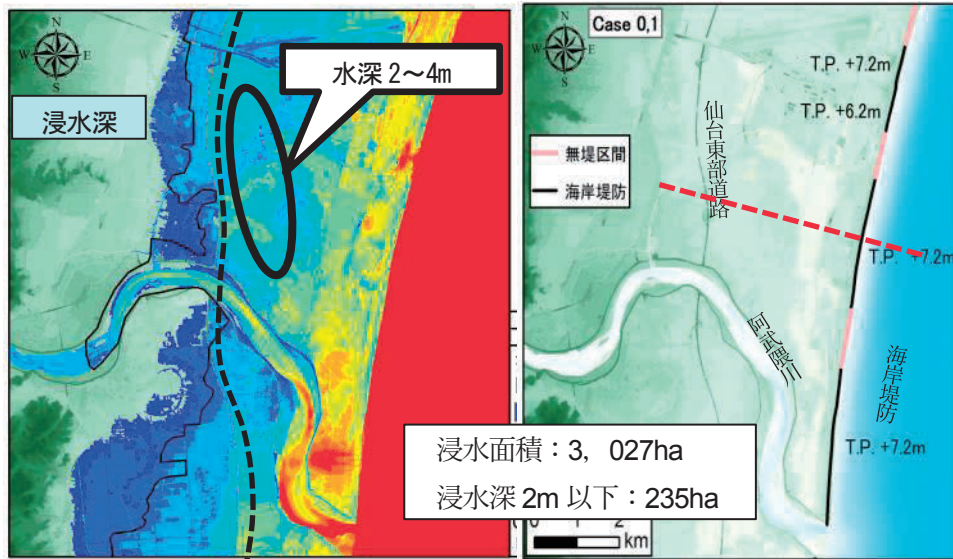 N
W
E
S
浸水深
水深 2〜4m
Case 0,1
N
W
E
S
T.P. +7.2m
T.P. +6.2m
無堤区間
海岸堤防
仙台東部道路
T.P. +7.2m
阿武隈川
海岸堤防
T.P. +7.2m
浸水面積：3，027ha
浸水深 2m 以下：235ha
0 1 2
km